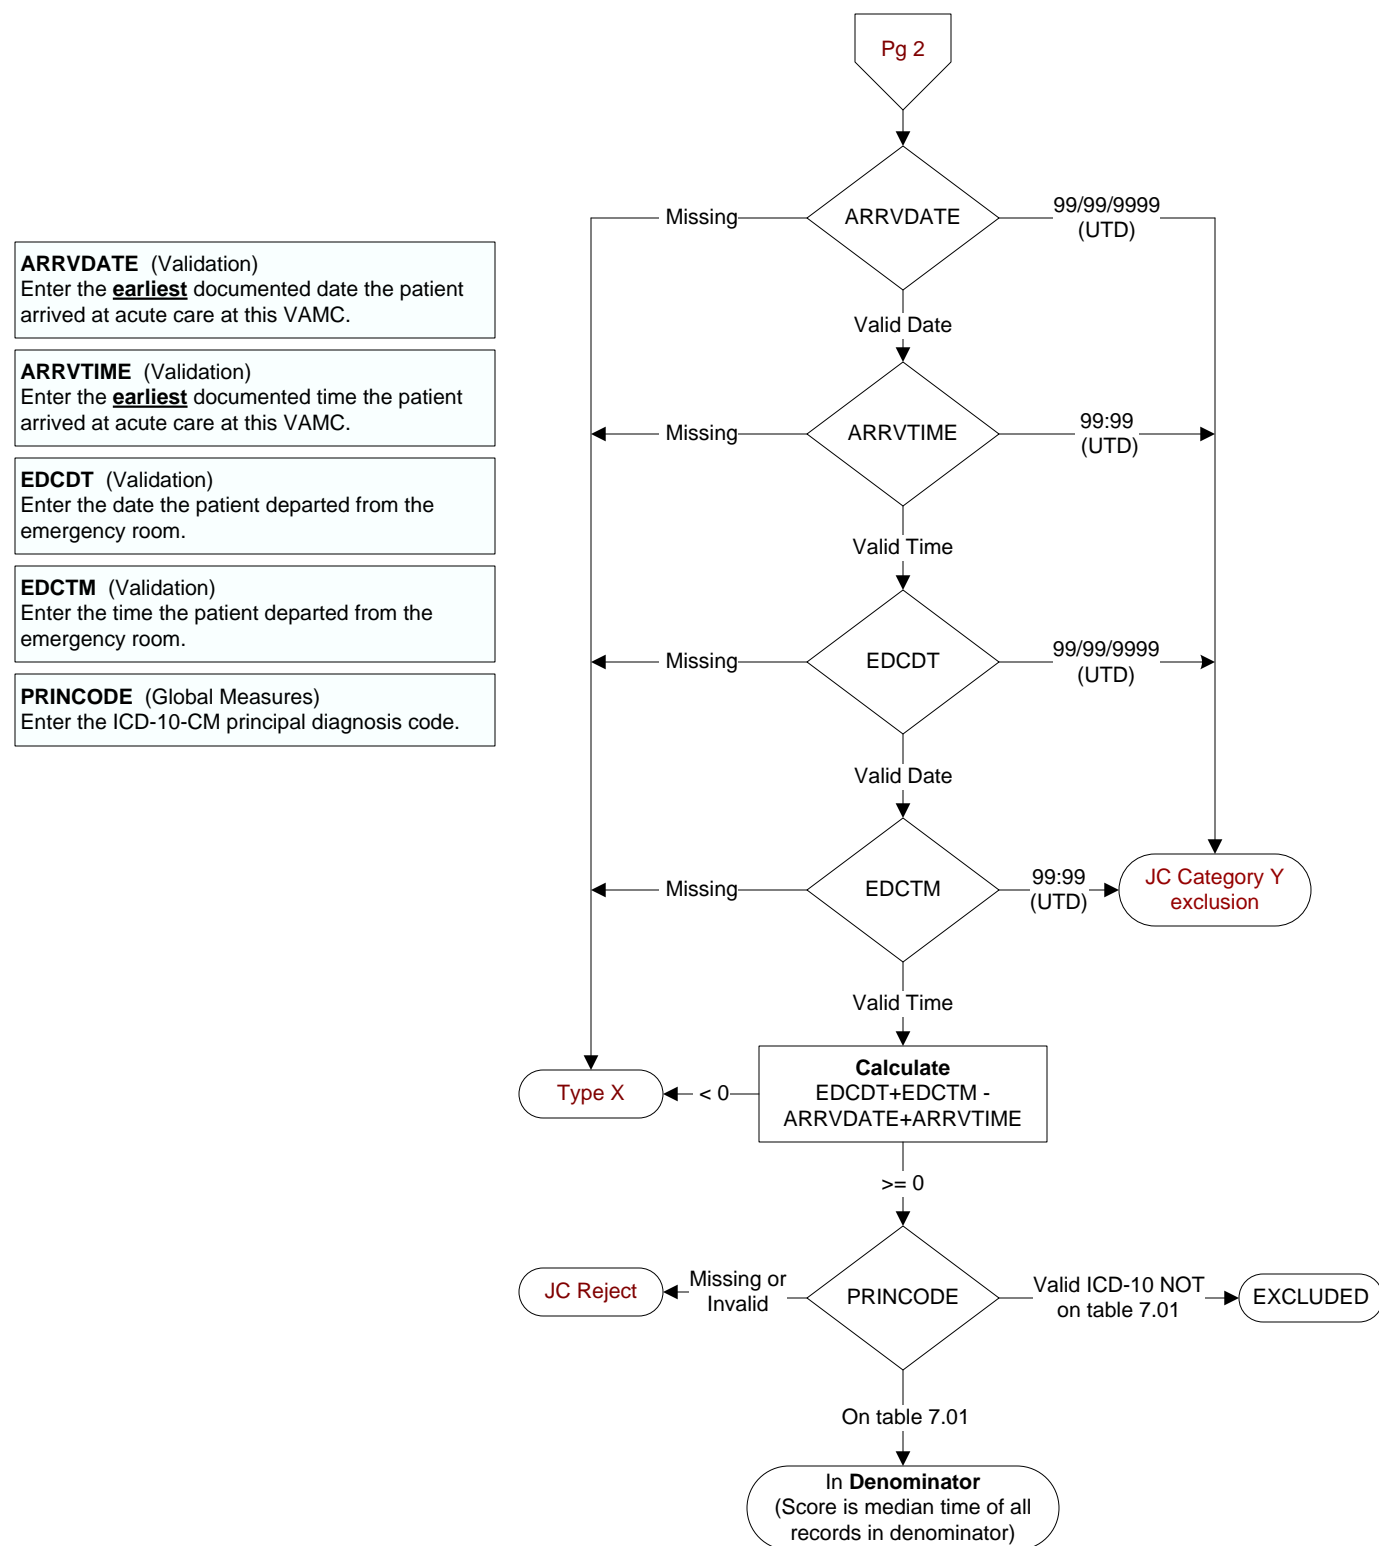 Pg 2
ARRVDATE
Missing
99/99/9999
(UTD)
ARRVDATE (Validation)
Enter the earliest documented date the patient
arrived at acute care at this VAMC.
Valid Date
ARRVTIME (Validation)
Enter the earliest documented time the patient
arrived at acute care at this VAMC.
ARRVTIME
Missing
99:99
(UTD)
EDCDT (Validation)
Enter the date the patient departed from the
emergency room.
Valid Time
EDCTM (Validation)
Enter the time the patient departed from the
emergency room.
EDCDT
Missing
99/99/9999
(UTD)
PRINCODE (Global Measures)
Enter the ICD-10-CM principal diagnosis code.
Valid Date
EDCTM
Missing
99:99
(UTD)
JC Category Y
exclusion
Valid Time
Calculate
EDCDT+EDCTM -
ARRVDATE+ARRVTIME
< 0
Type X
>= 0
PRINCODE
Missing or
Invalid
JC Reject
Valid ICD-10 NOT
on table 7.01
EXCLUDED
On table 7.01
In Denominator
(Score is median time of all
records in denominator)